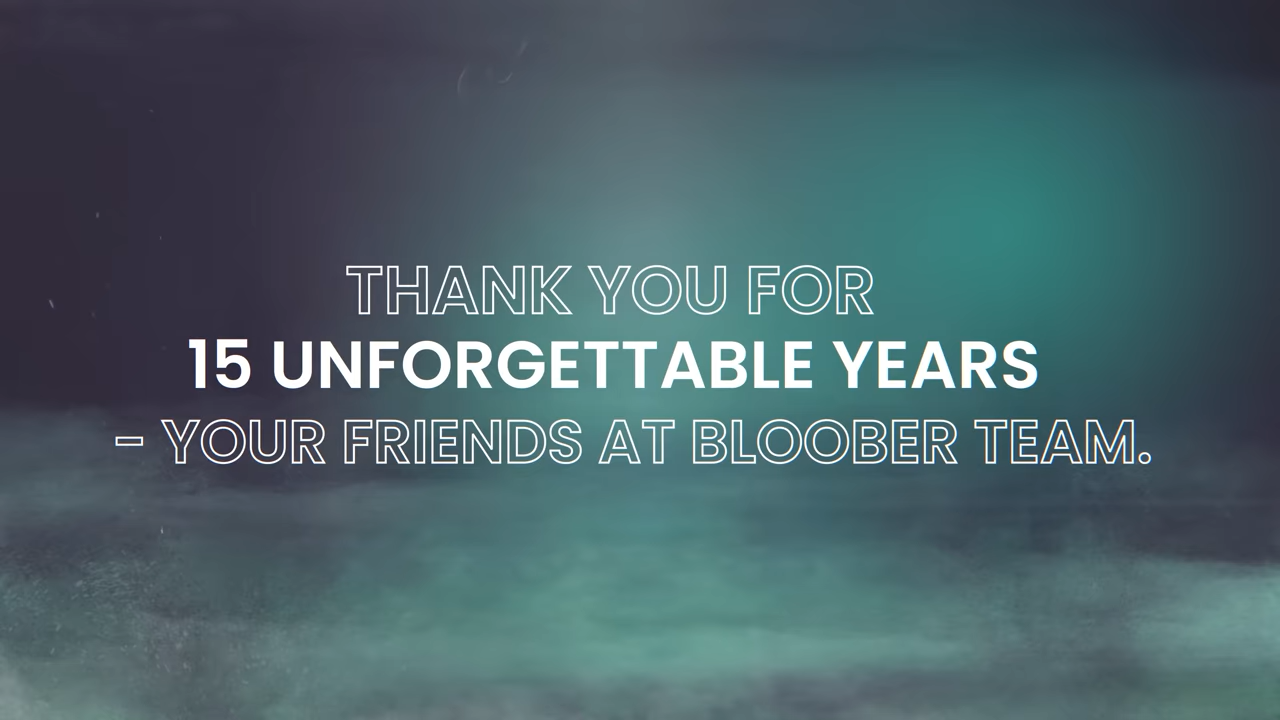 THANK YOU FOR
15 UNFORGETTABLE YEARS
- YOUR FRIENDS AT BLOOBER TEAM.